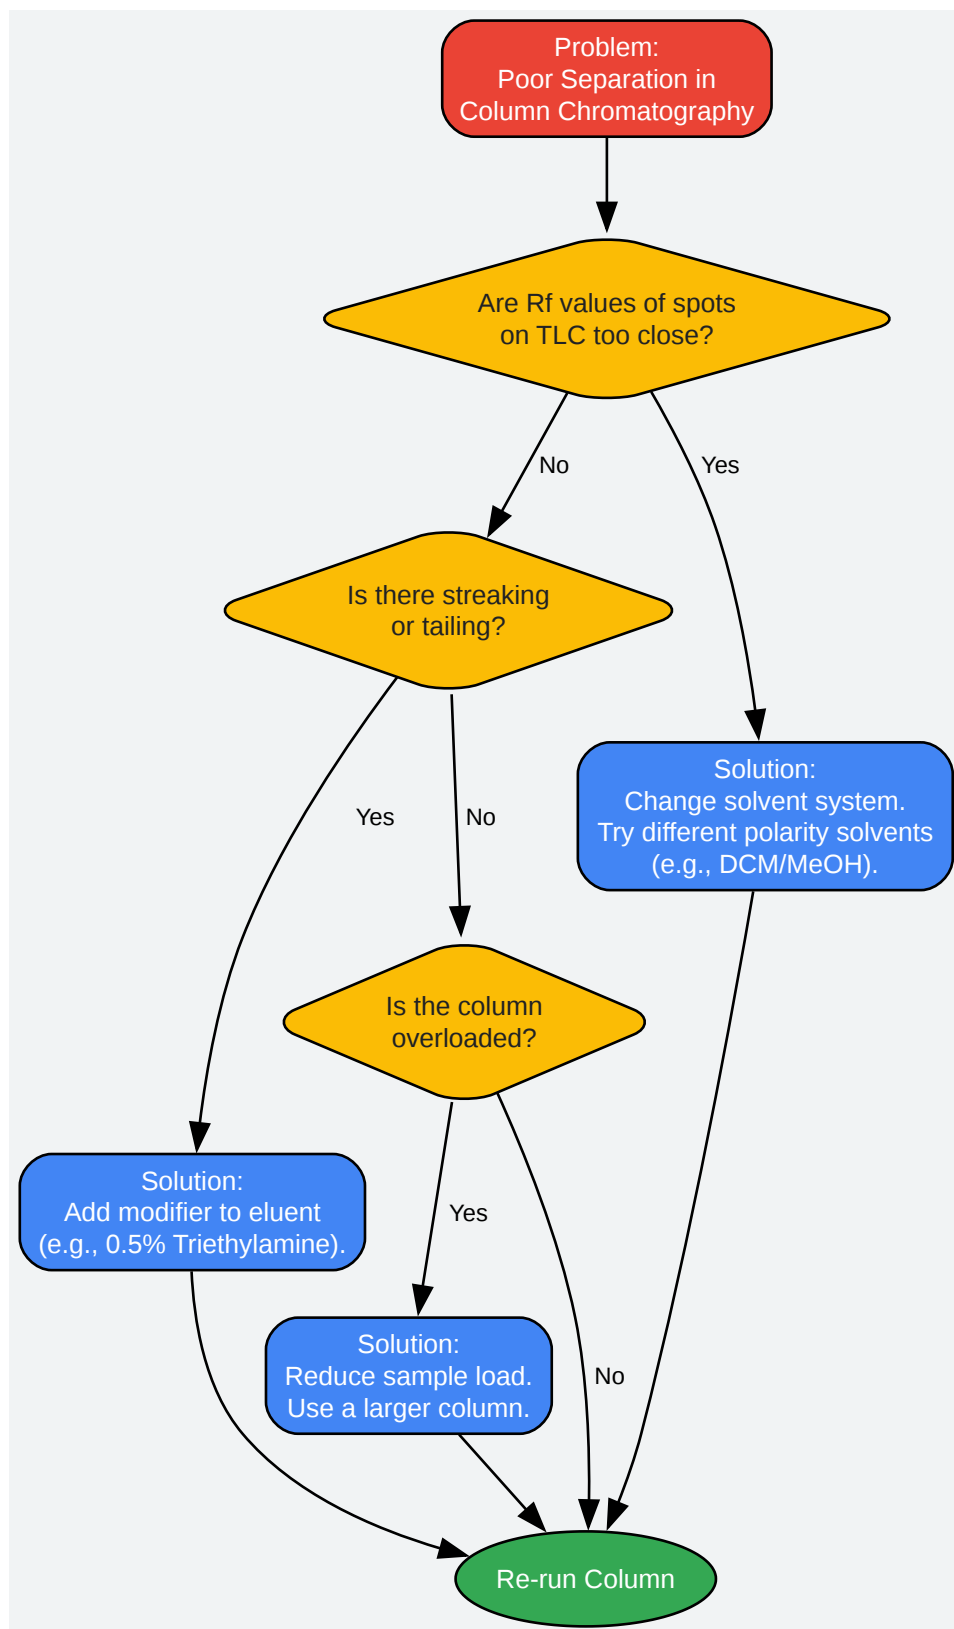 Problem:
Poor Separation in
Column Chromatography
Are Rf values of spots
on TLC too close?
No
Yes
Is there streaking
or tailing?
Solution:
Change solvent system.
Try different polarity solvents
(e.g., DCM/MeOH).
Yes
No
Is the column
overloaded?
Solution:
Add modifier to eluent
(e.g., 0.5% Triethylamine).
Yes
Solution:
Reduce sample load.
Use a larger column.
No
Re-run Column